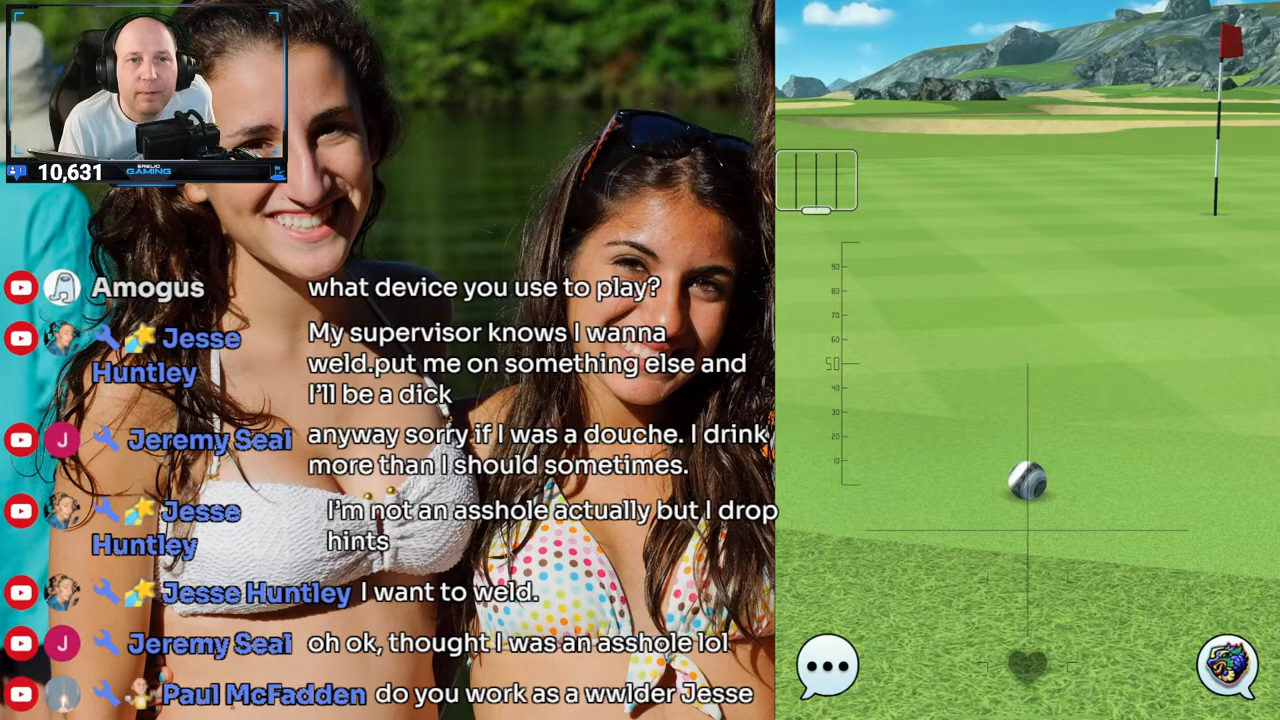 10,631
ERELIC
GAMING
Amogus what device you use to play?
Jesse Huntley My supervisor knows I wanna
weld.put me on something else and
I'll be a dick
Jeremy Seai anyway sorry if I was a douche. I drink
more than I should sometimes.
Jesse Huntley I'm not an asshole actually but I drop
hints
Jesse Huntley I want to weld.
Jeremy Seai oh ok, thought I was an asshole lol
Paul McFadden do you work as a wwlder Jesse
90
80
70
60
50
40
30
20
10
J
J